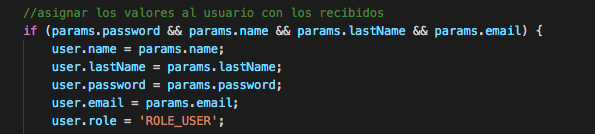 //asignar los valores al usuario con los recibidos
if (params.password && params.name && params.lastName && params.email) {
user.name = params.name;
user.lastName = params.lastName;
user.password = params.password;
user.email = params.email;
user.role = 'ROLE_USER';